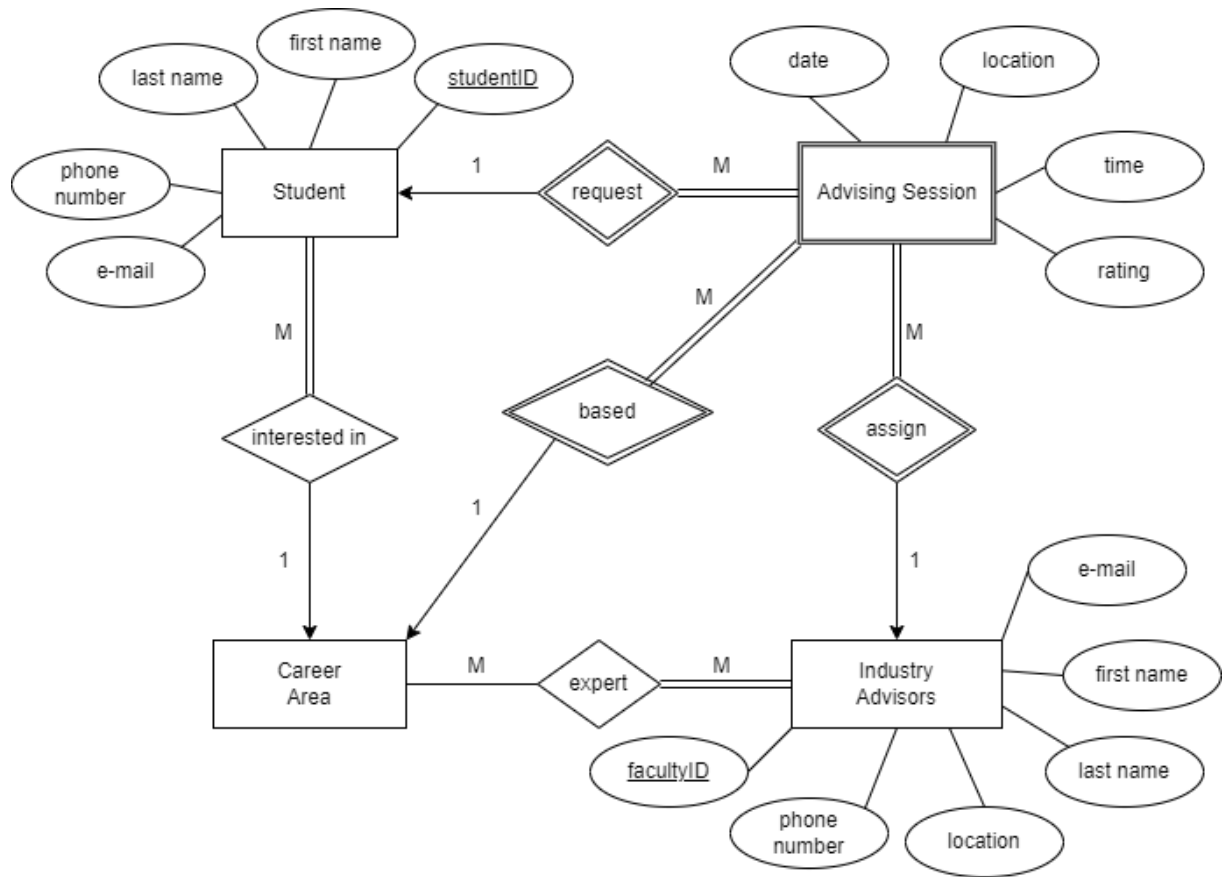 first name
last name
studentID
date
location
phone
number
Student
1
request
M
Advising Session
time
e-mail
rating
M
M
M
interested in
based
assign
1
1
1
e-mail
Career
Area
M
expert
M
Industry
Advisors
first name
facultyID
last name
phone
number
location